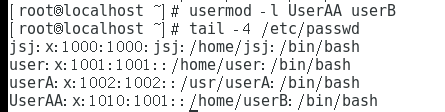 [root@localhost ~]# usermod -l UserAA userB
[root@localhost ~]# tail -4 /etc/passwd
jsj:x:1000:1000:jsj:/home/jsj:/bin/bash
user:x:1001:1001::/home/user:/bin/bash
userA:x:1002:1002::/usr/userA:/bin/bash
UserAA:x:1010:1001::/home/userB:/bin/bash